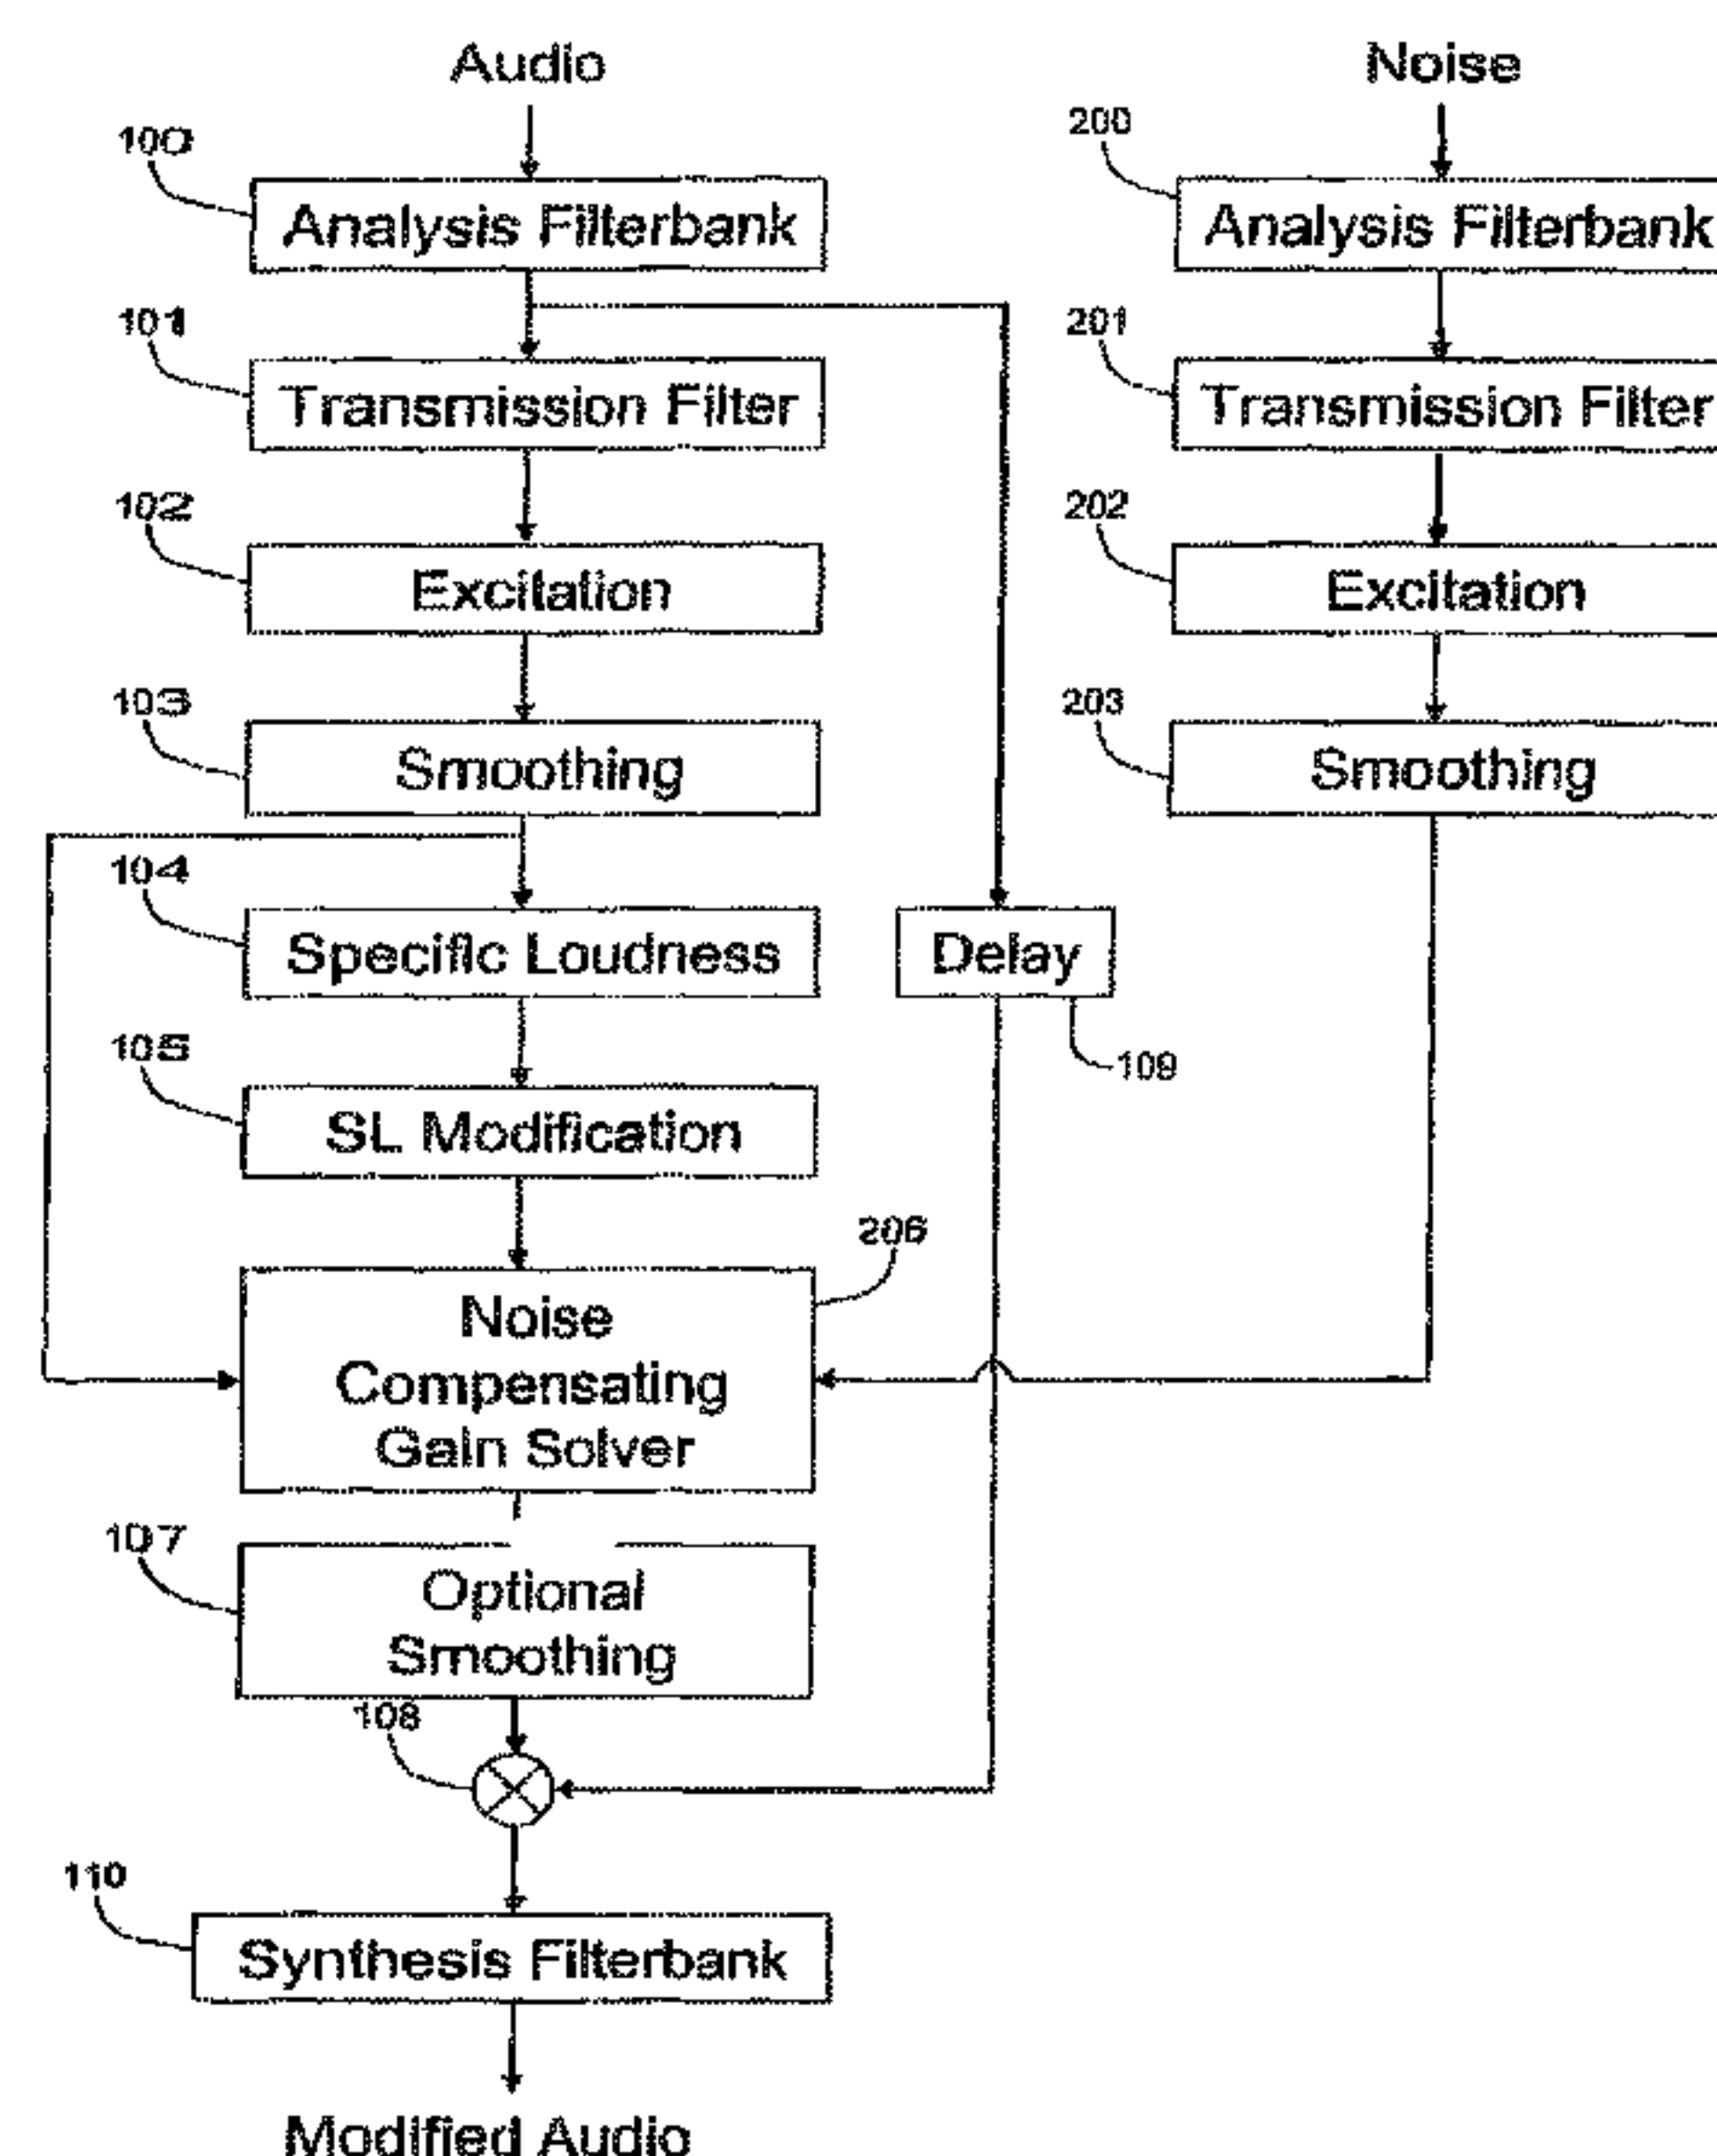 Audio
Noise
100
200
Analysis Filterbank
Analysis Filterbank
101
201
Transmission Filter
Transmission Filter
102
202
Excitation
Excitation
103
203
Smoothing
Smoothing
104
Specific Loudness
Delay
105
109
SL Modification
206
Noise
Compensating
Gain Solver
107
Optional
Smoothing
108
110
Synthesis Filterbank
Modified Audio